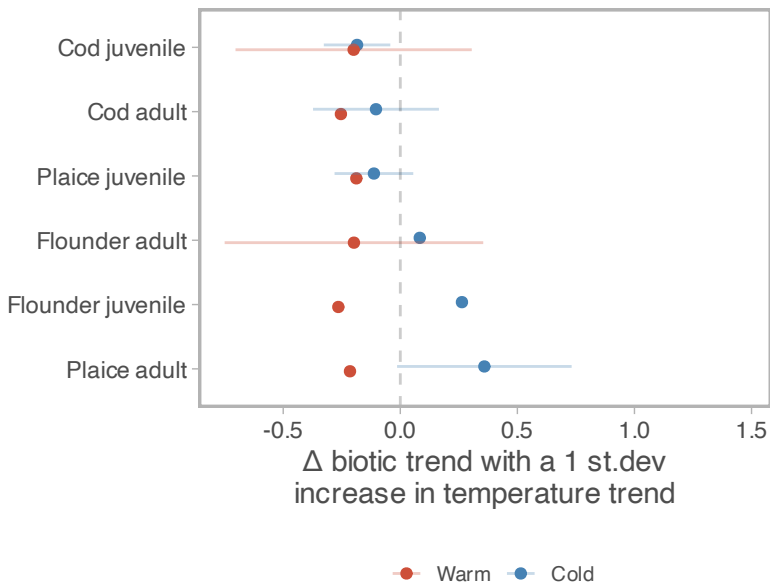 Cod juvenile
Cod adult
Plaice juvenile
Flounder adult
Flounder juvenile
Plaice adult
-0.5 0.0 0.5 1.0 1.5
Δ biotic trend with a 1 st.dev
increase in temperature trend
Warm Cold